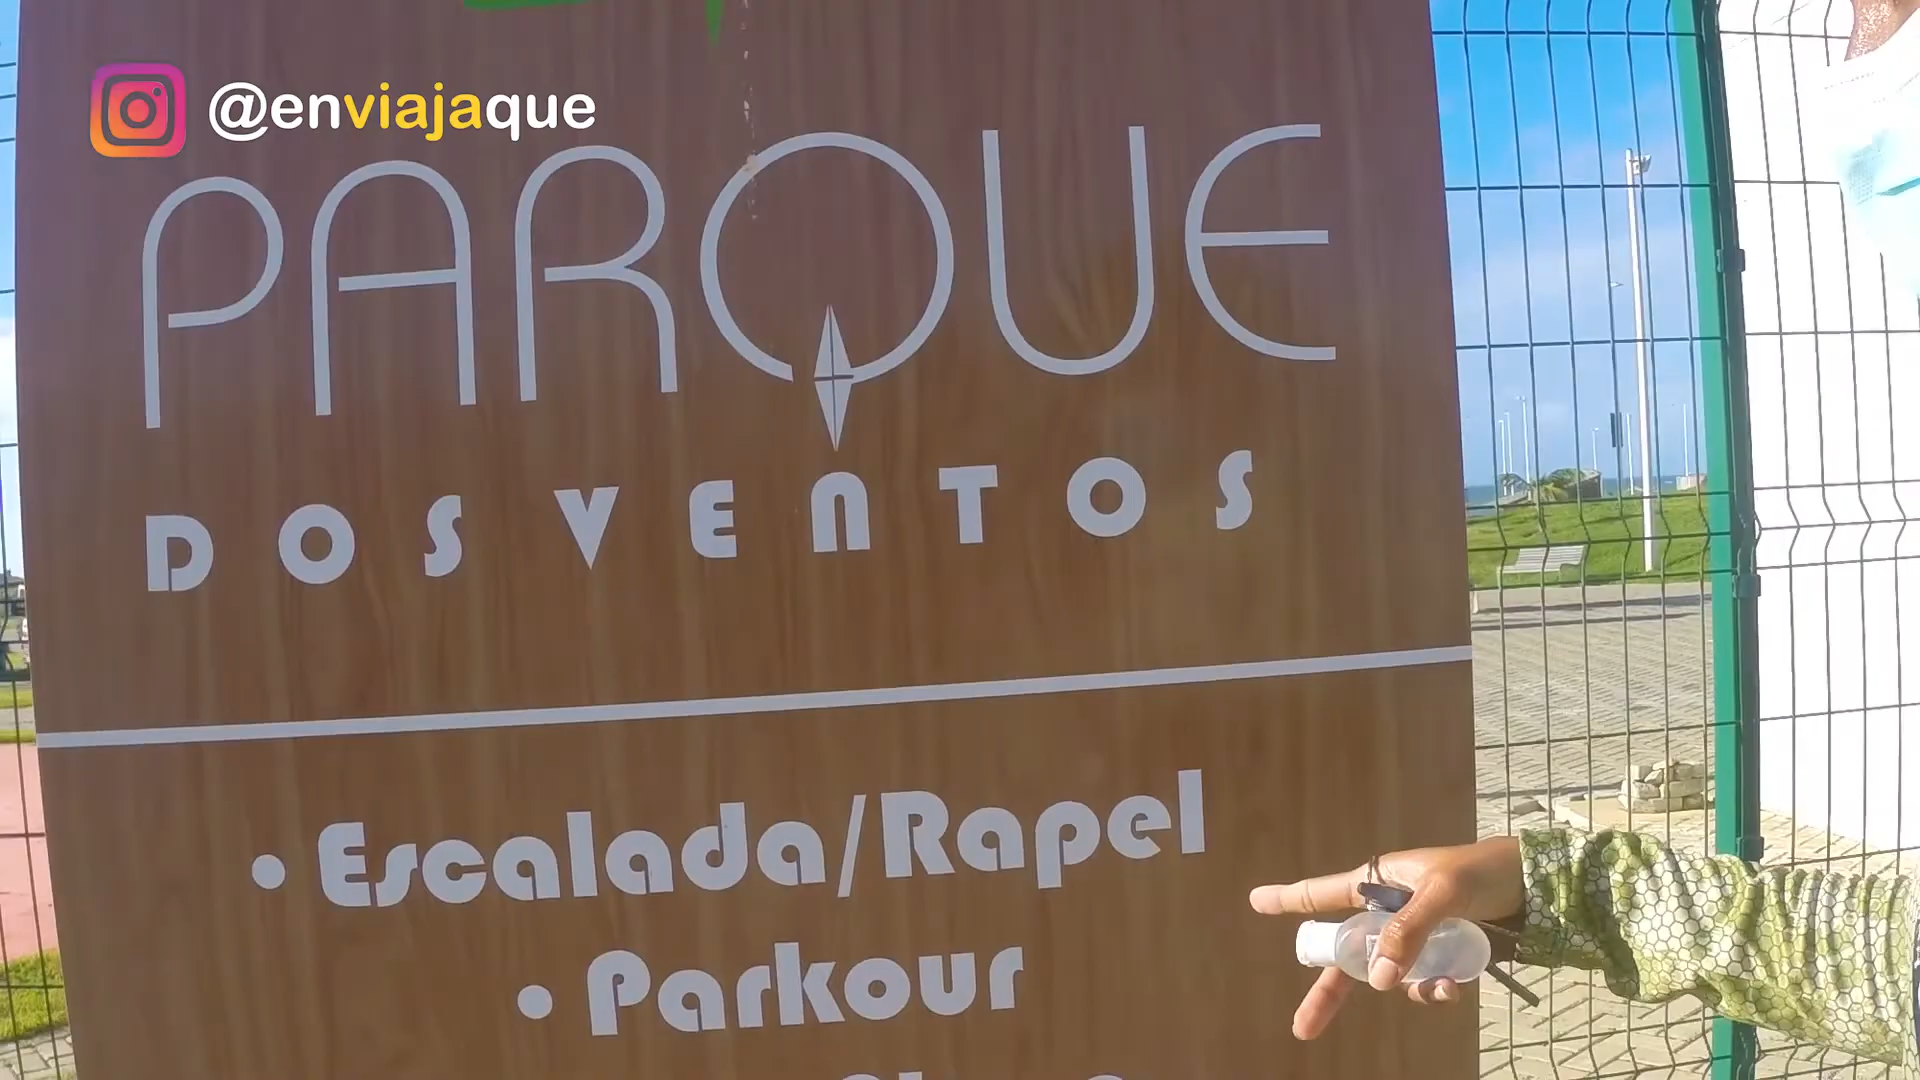 @enviajaque
PARQUE
DOS VENTOS
• Escalada/Rapel
• Parkour